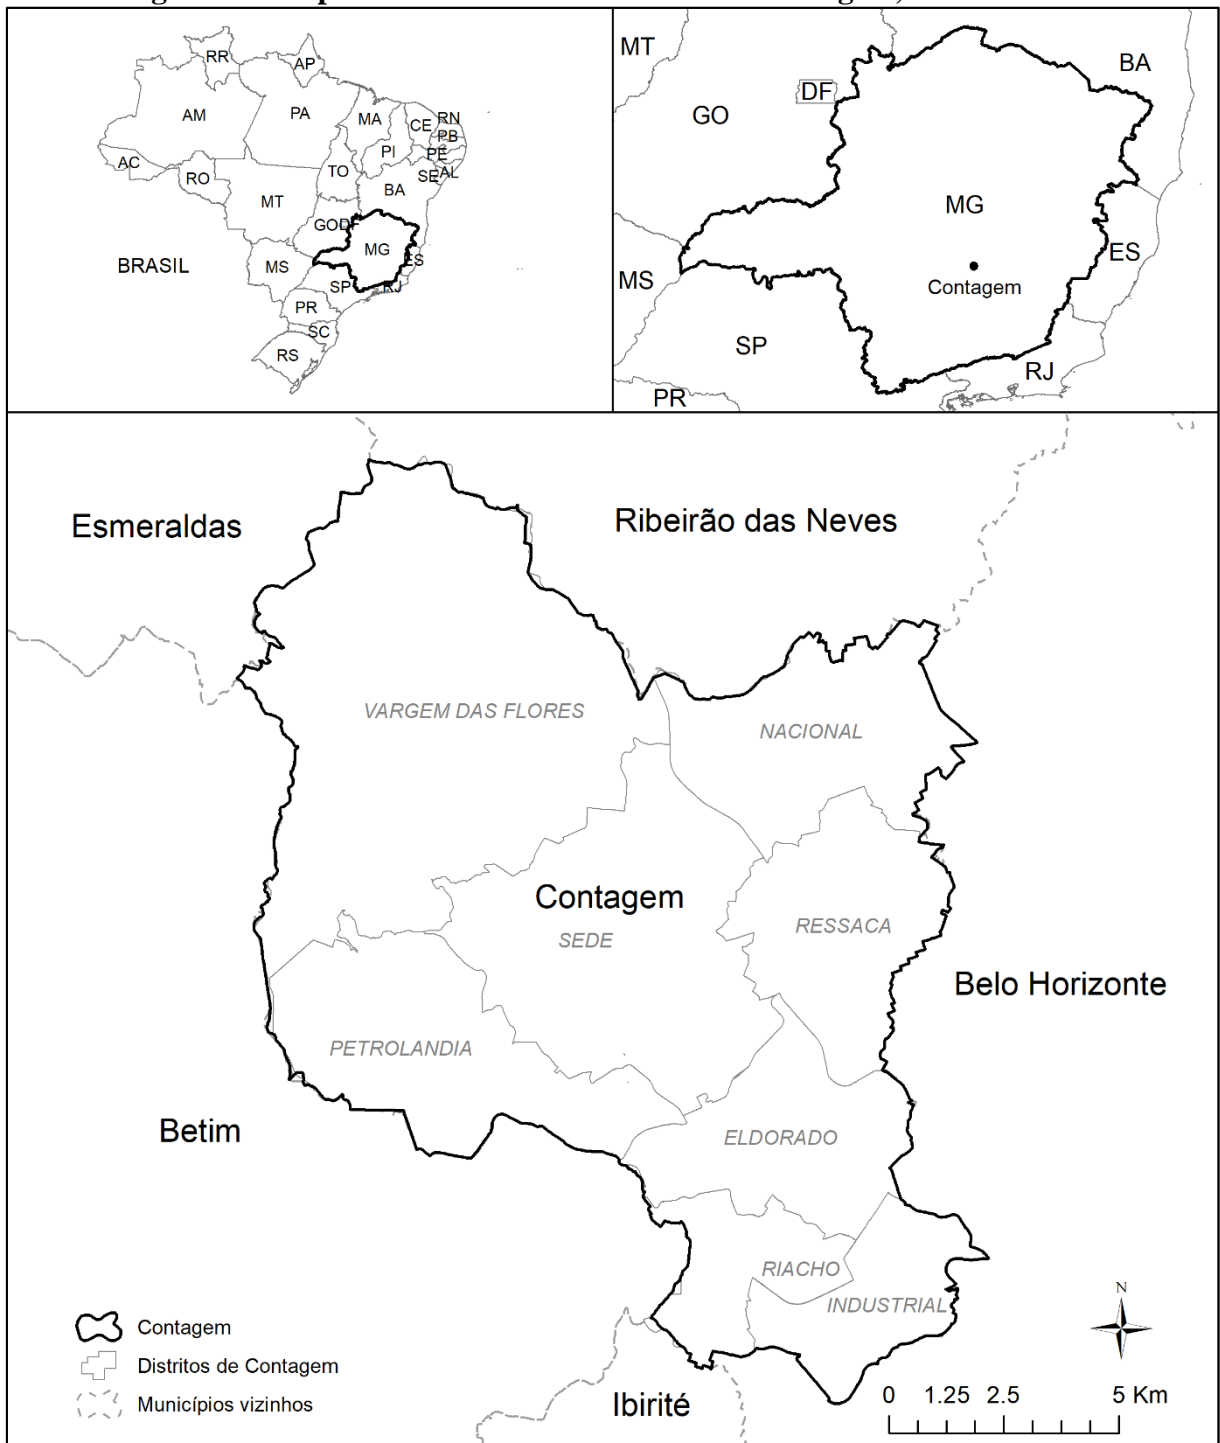 RR
AP
AM
PA
MA
CE
RN
PB
PI
PE
AL
SE
AC
RO
TO
BA
MT
GO
DF
MG
ES
BRASIL
MS
SP
RJ
PR
SC
RS
MT
BA
DF
GO
MG
ES
MS
Contagem
SP
RJ
PR
Esmeraldas
Ribeirão das Neves
VARGEM DAS FLORES
NACIONAL
Contagem
SEDE
RESSACA
Belo Horizonte
PETROLANDIA
Betim
ELDORADO
RIACHO
INDUSTRIAL
Ibirité
Contagem
Distritos de Contagem
Municípios vizinhos
N
0 1.25 2.5 5 Km